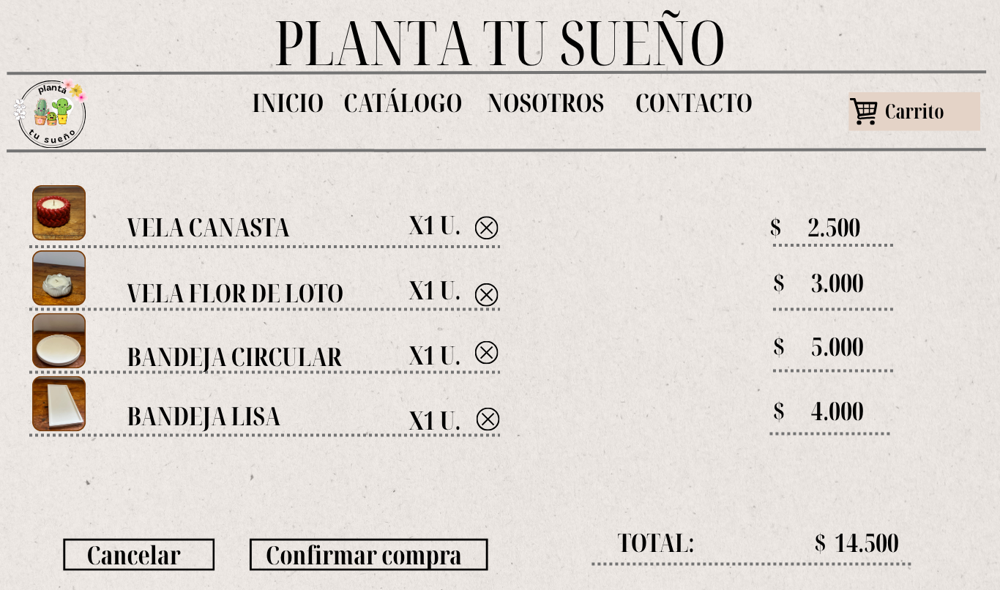 PLANTA TU SUEÑO
plantá
tu sueño
INICIO CATÁLOGO NOSOTROS CONTACTO
Carrito
VELA CANASTA X1 U. $ 2.500
VELA FLOR DE LOTO X1 U. $ 3.000
BANDEJA CIRCULAR X1 U. $ 5.000
BANDEJA LISA X1 U. $ 4.000
Cancelar Confirmar compra TOTAL: $ 14.500